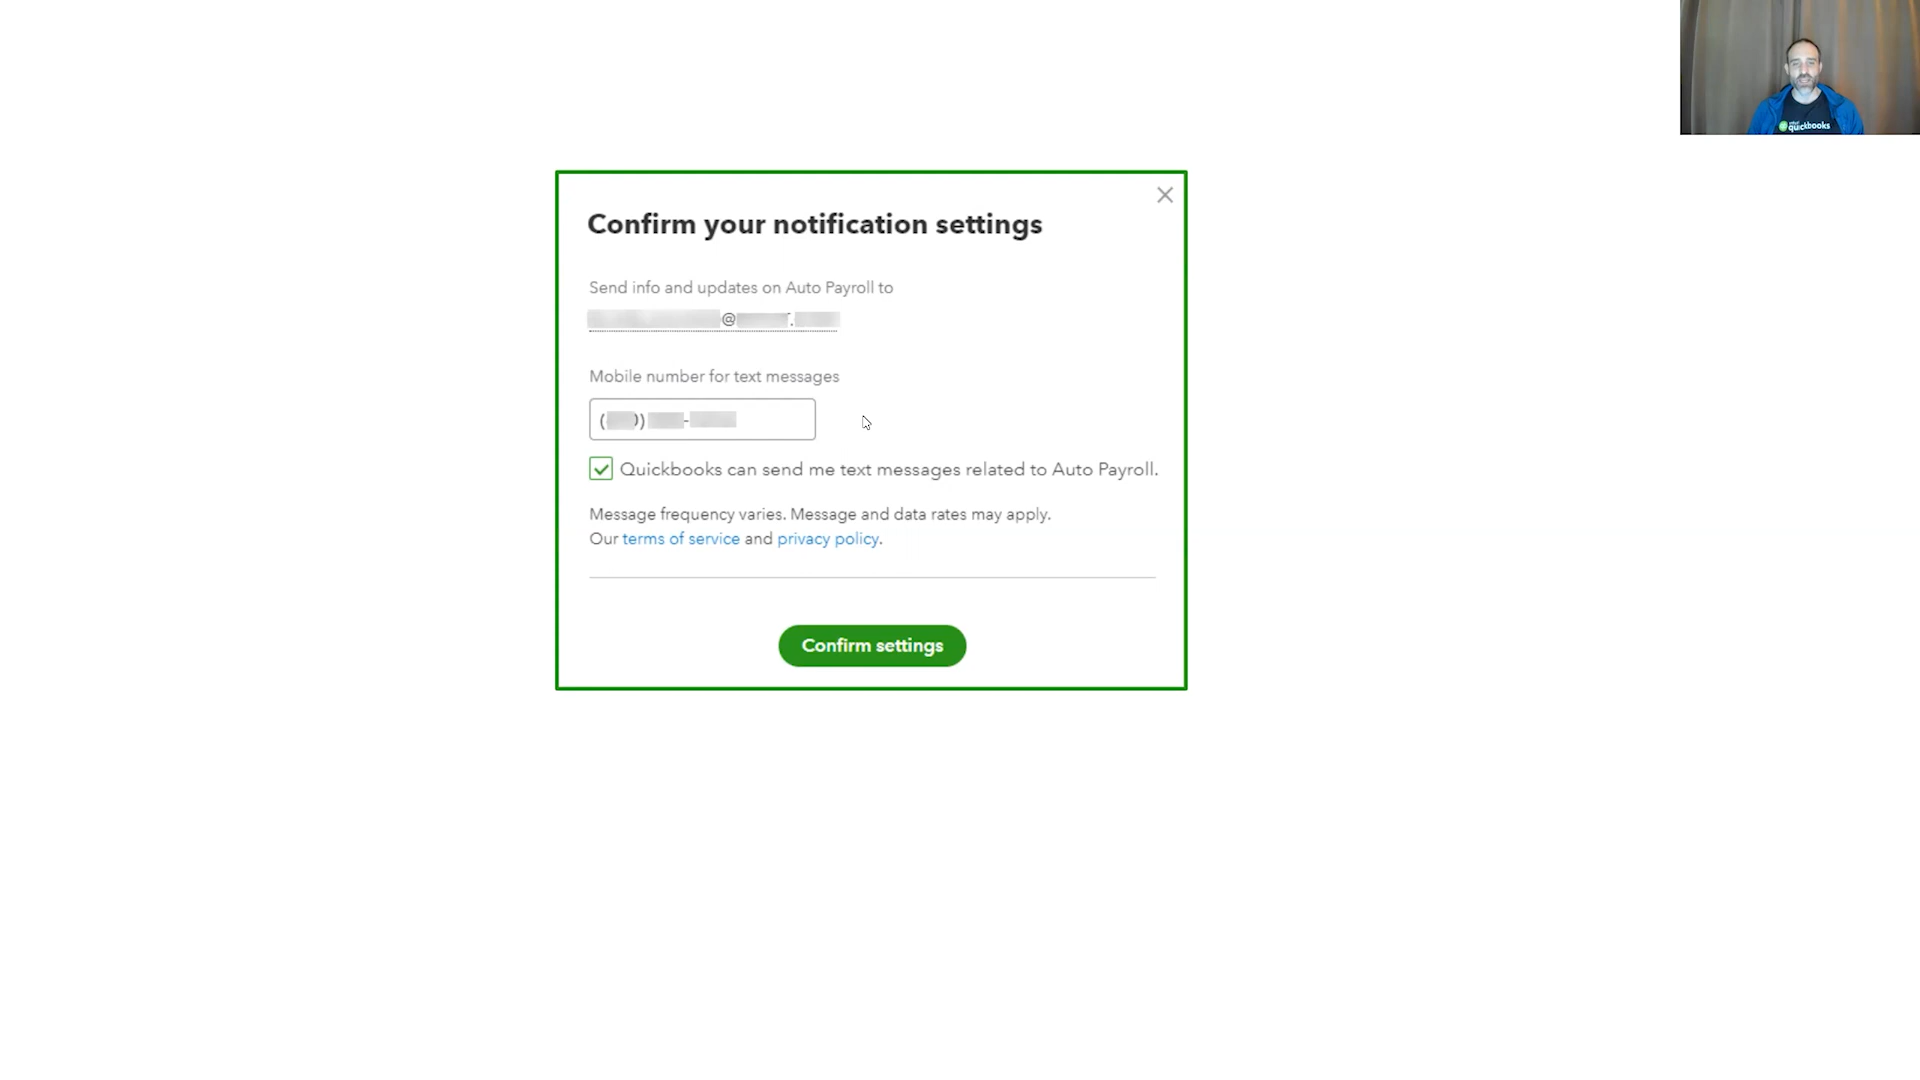 Confirm your notification settings
Send info and updates on Auto Payroll to
@ .
Mobile number for text messages
( ) -
Quickbooks can send me text messages related to Auto Payroll.
Message frequency varies. Message and data rates may apply.
Our terms of service and privacy policy.
Confirm settings
quickbooks